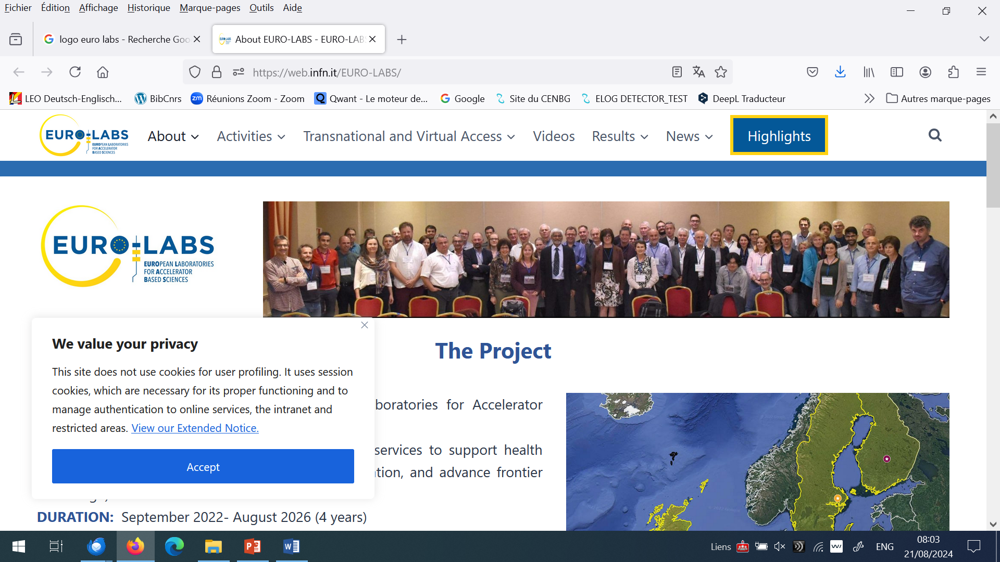 Fichier Édition Affichage Historique Marque-pages Outils Aide
logo euro labs - Recherche Goo
About EURO-LABS - EURO-LABS
https://web.infn.it/EURO-LABS/
LEO Deutsch-Englisch... BibCnrs Réunions Zoom - Zoom Qwant - Le moteur de... Google Site du CENBG ELOG DETECTOR_TEST DeepL Traducteur Autres marque-pages
EURO-LABS
EUROPEAN LABORATORIES
FOR ACCELERATOR
BASED SCIENCES
About Activities Transnational and Virtual Access Videos Results News Highlights
EURO-LABS
EUROPEAN LABORATORIES
FOR ACCELERATOR
BASED SCIENCES
The Project
We value your privacy
This site does not use cookies for user profiling. It uses session
cookies, which are necessary for its proper functioning and to
manage authentication to online services, the intranet and
restricted areas. View our Extended Notice.
Accept
boratories for Accelerator
services to support health
tion, and advance frontier
DURATION: September 2022- August 2026 (4 years)
Liens ENG 08:03
21/08/2024